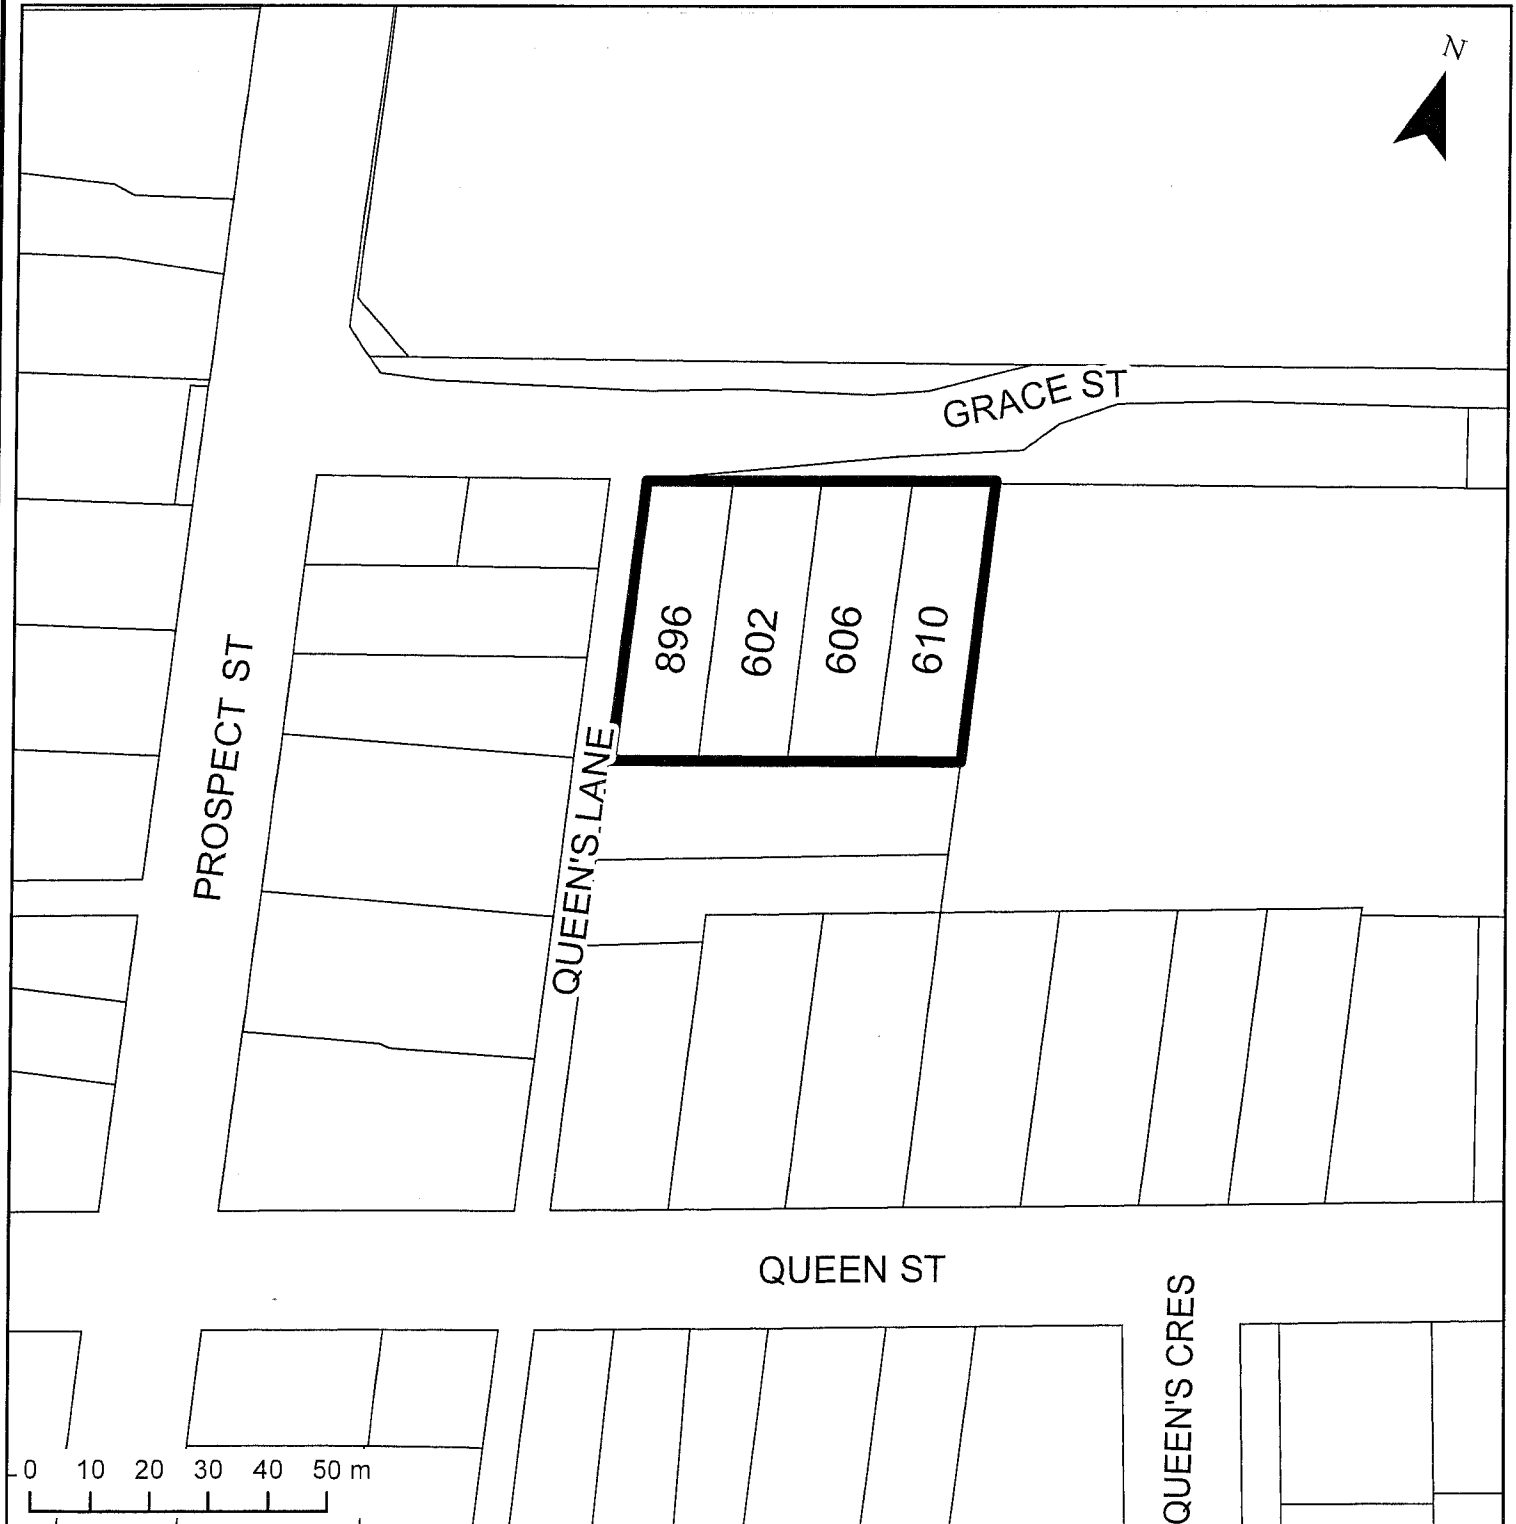 N
GRACE ST
896
602
606
610
PROSPECT ST
QUEEN'S LANE
QUEEN ST
QUEEN'S CRES
0 10 20 30 40 50 m